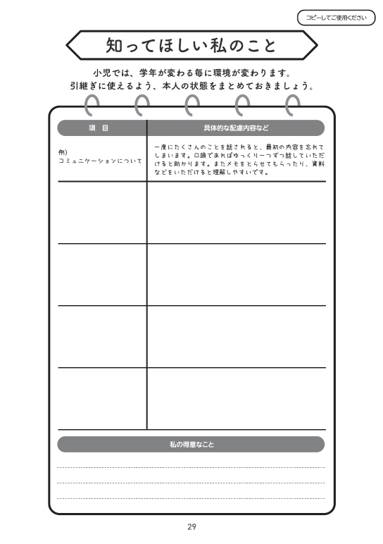 コピーしてご使用ください
知ってほしい私のこと
小児では、学年が変わる毎に環境が変わります。
引継ぎに使えるよう、本人の状態をまとめておきましょう。
項　目
具体的な配慮内容など
例)
コミュニケーションについて
一度にたくさんのことを話されると、最初の内容を忘れて
しまいます。口頭であればゆっくり一つずつ話していただ
けると助かります。またメモをとらせてもらったり、資料
などをいただけると理解しやすいです。
私の得意なこと
29